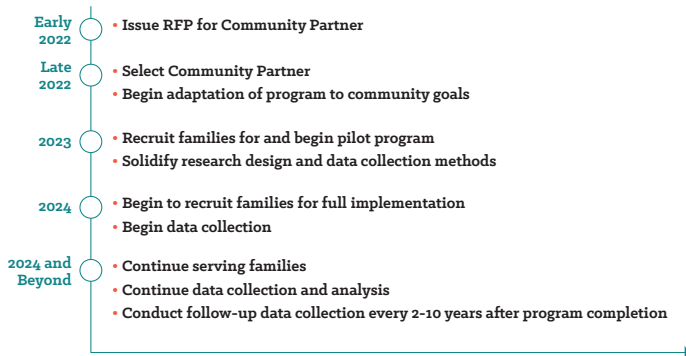 Early
2022
• Issue RFP for Community Partner
Late
2022
• Select Community Partner
• Begin adaptation of program to community goals
2023
• Recruit families for and begin pilot program
• Solidify research design and data collection methods
2024
• Begin to recruit families for full implementation
• Begin data collection
2024 and
Beyond
• Continue serving families
• Continue data collection and analysis
• Conduct follow-up data collection every 2-10 years after program completion